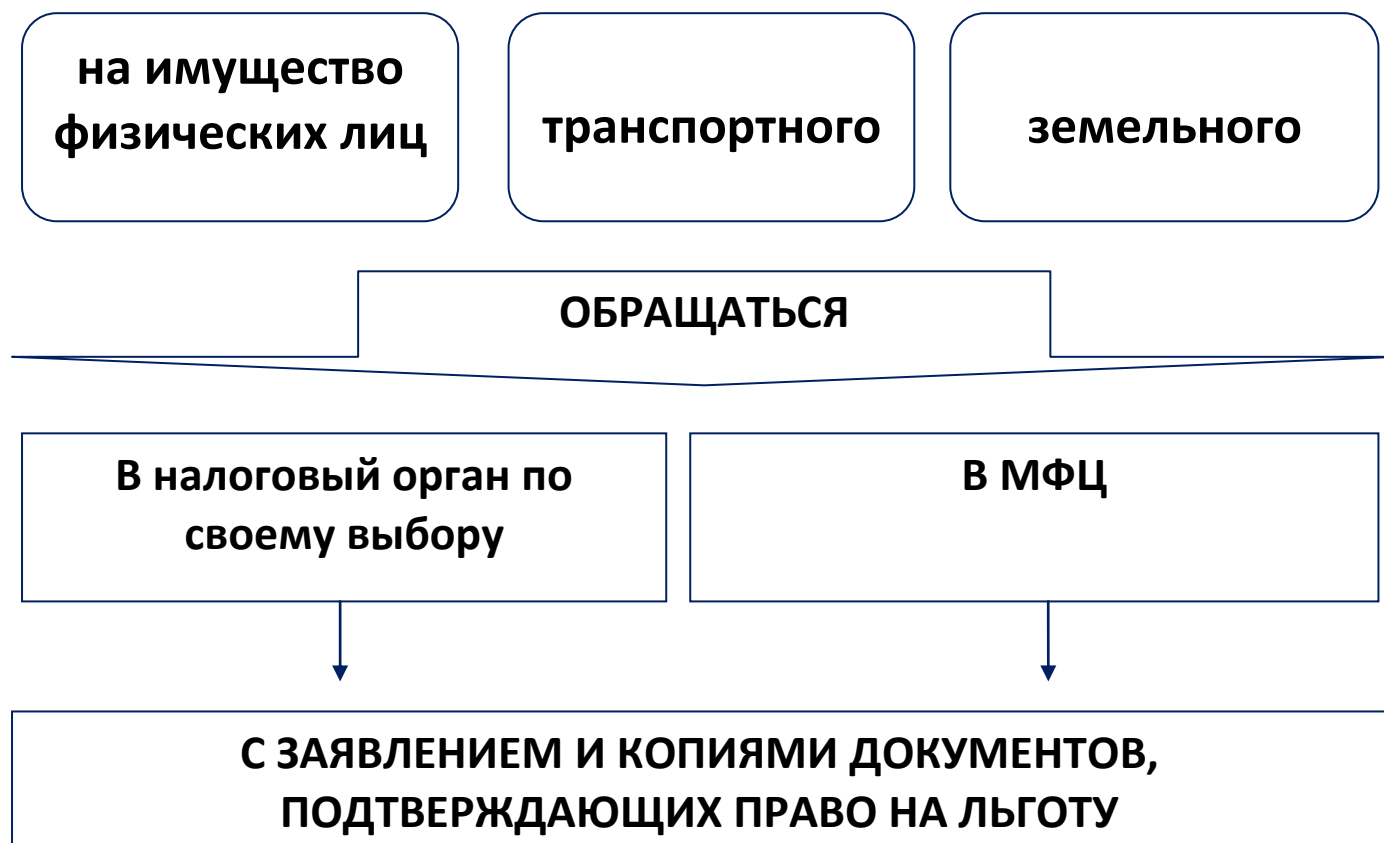 на имущество
физических лиц
транспортного
земельного
ОБРАЩАТЬСЯ
В налоговый орган по
своему выбору
В МФЦ
С ЗАЯВЛЕНИЕМ И КОПИЯМИ ДОКУМЕНТОВ,
ПОДТВЕРЖДАЮЩИХ ПРАВО НА ЛЬГОТУ